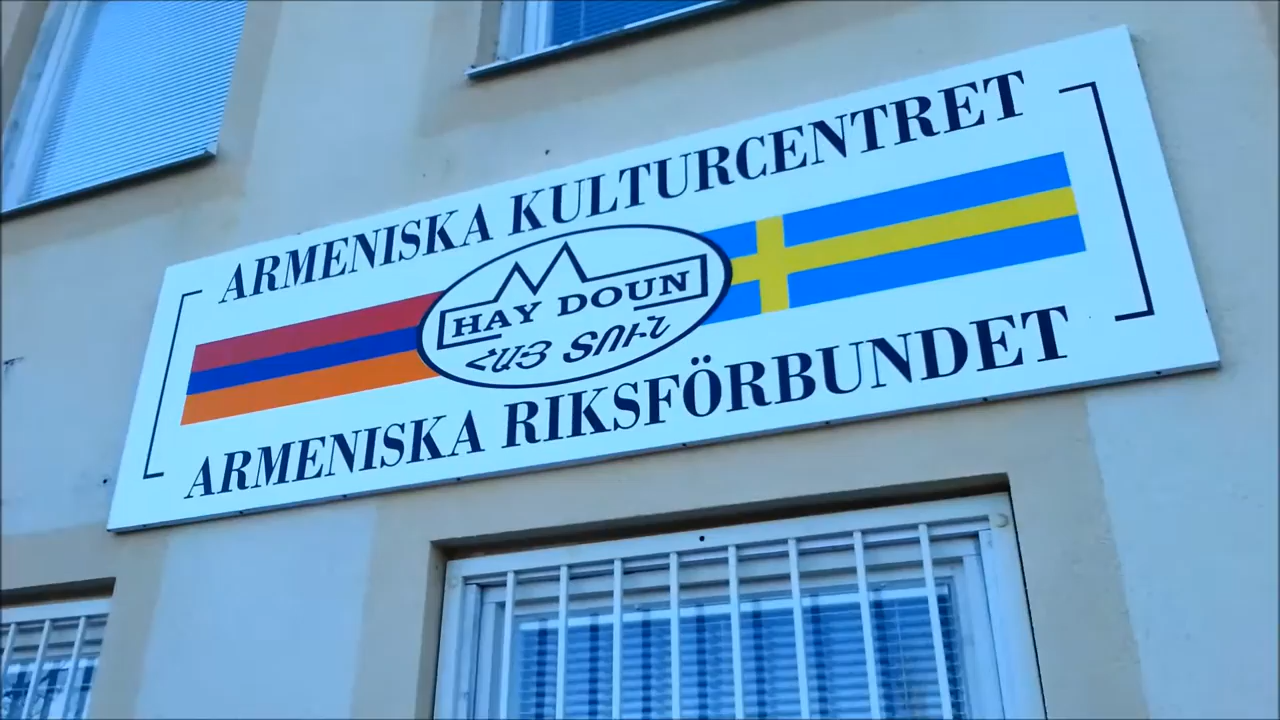 ARMENISKA KULTURCENTRET
HAY DOUN
ՀԱՅ ՏՈՒՆ
ARMENISKA RIKSFÖRBUNDET